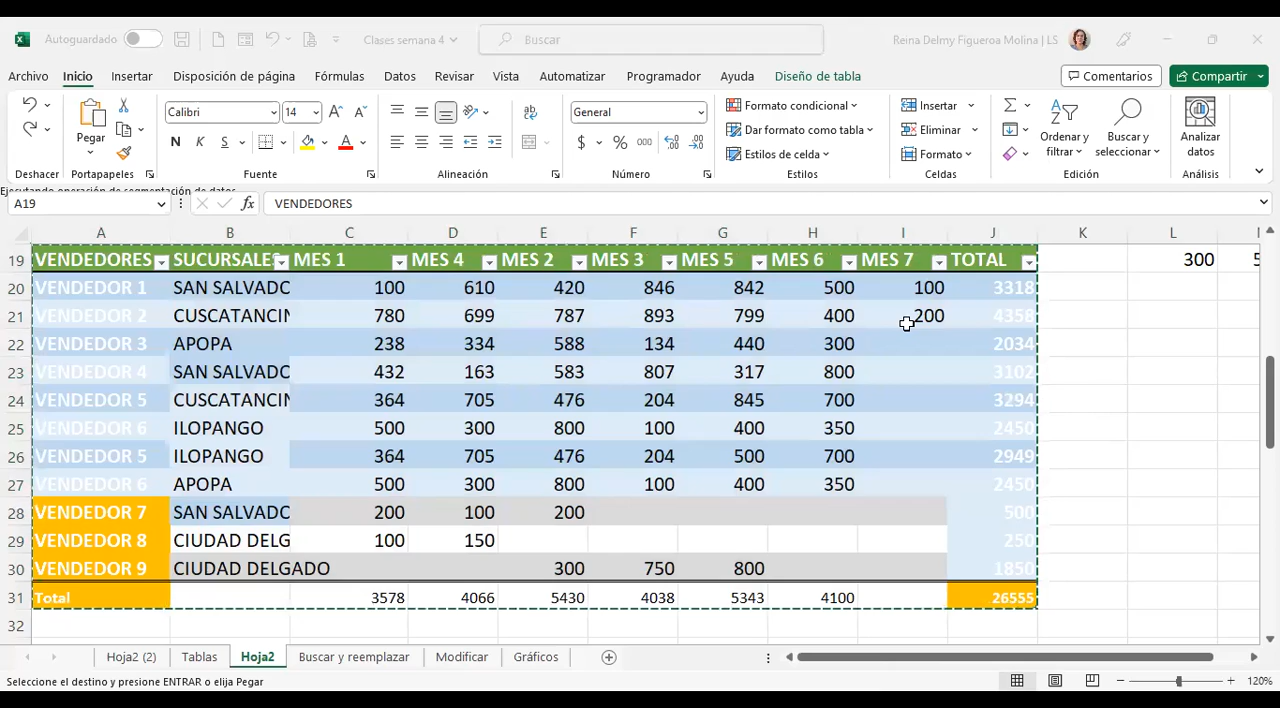 Autoguardado
Clases semana 4
Buscar
Reina Delmy Figueroa Molina | LS
Archivo Inicio Insertar Disposición de página Fórmulas Datos Revisar Vista Automatizar Programador Ayuda Diseño de tabla Comentarios Compartir
Pegar
Calibri 14
N K S
General
$ % 000
Formato condicional
Dar formato como tabla
Estilos de celda
Insertar
Eliminar
Formato
Ordenar y filtrar
Buscar y seleccionar
Analizar datos
Deshacer Portapapeles Fuente Alineación Número Estilos Celdas Edición Análisis
Ejecutando operación de segmentación de datos
A19 fx VENDEDORES
A B C D E F G H I J K L
19 VENDEDORES SUCURSALES MES 1 MES 4 MES 2 MES 3 MES 5 MES 6 MES 7 TOTAL 300 5
20 VENDEDOR 1 SAN SALVADO 100 610 420 846 842 500 100 3318
21 VENDEDOR 2 CUSCATANCIN 780 699 787 893 799 400 200 4358
22 VENDEDOR 3 APOPA 238 334 588 134 440 300 2034
23 VENDEDOR 4 SAN SALVADO 432 163 583 807 317 800 3102
24 VENDEDOR 5 CUSCATANCIN 364 705 476 204 845 700 3294
25 VENDEDOR 6 ILOPANGO 500 300 800 100 400 350 2450
26 VENDEDOR 5 ILOPANGO 364 705 476 204 500 700 2949
27 VENDEDOR 6 APOPA 500 300 800 100 400 350 2450
28 VENDEDOR 7 SAN SALVADO 200 100 200 500
29 VENDEDOR 8 CIUDAD DELG 100 150 250
30 VENDEDOR 9 CIUDAD DELGADO 300 750 800 1850
31 Total 3578 4066 5430 4038 5343 4100 26555
32
Hoja2 (2) Tablas Hoja2 Buscar y reemplazar Modificar Gráficos
Seleccione el destino y presione ENTRAR o elija Pegar 120%